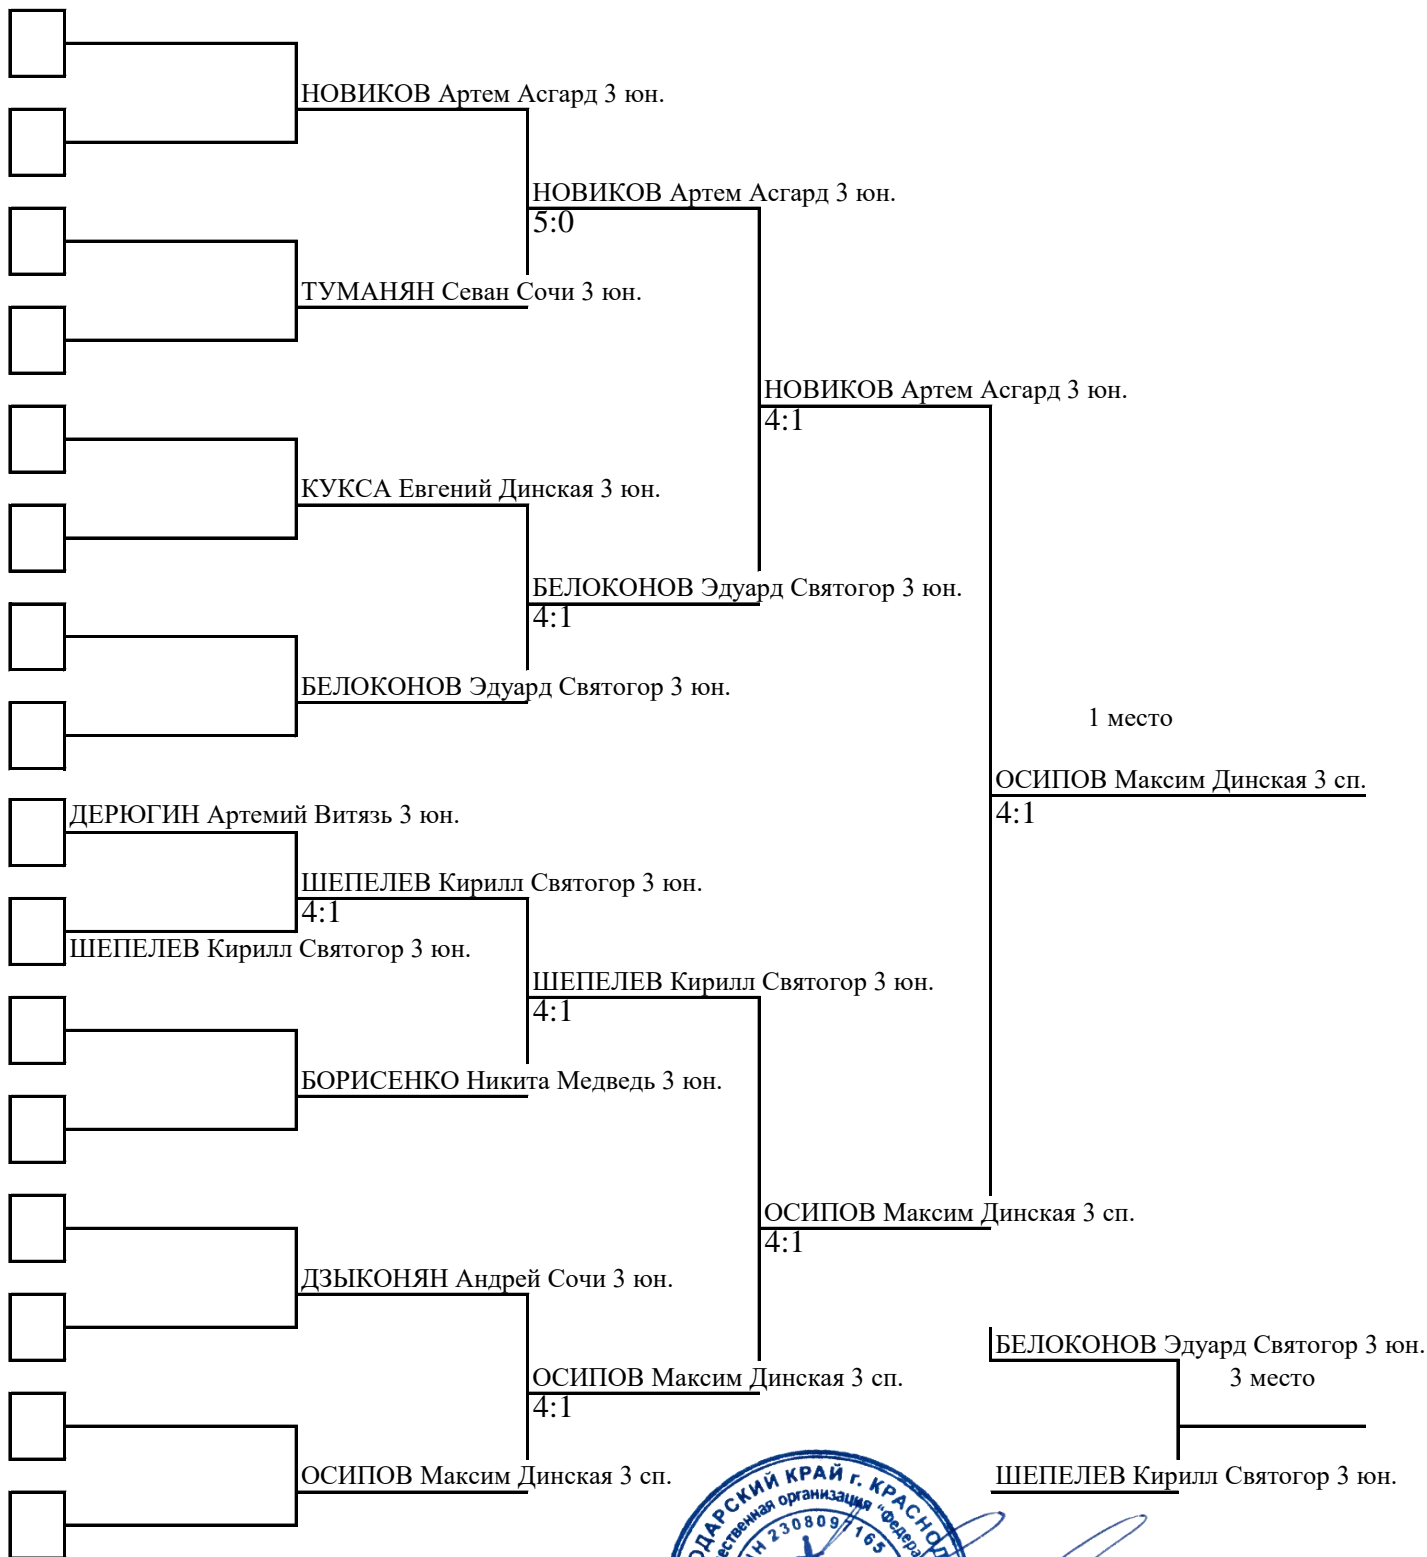 НОВИКОВ Артем Асгард 3 юн.
НОВИКОВ Артем Асгард 3 юн.
5:0
ТУМАНЯН Севан Сочи 3 юн.
НОВИКОВ Артем Асгард 3 юн.
4:1
КУКСА Евгений Динская 3 юн.
БЕЛОКОНОВ Эдуард Святогор 3 юн.
4:1
БЕЛОКОНОВ Эдуард Святогор 3 юн.
1 место
ОСИПОВ Максим Динская 3 сп.
4:1
ДЕРЮГИН Артемий Витязь 3 юн.
ШЕПЕЛЕВ Кирилл Святогор 3 юн.
4:1
ШЕПЕЛЕВ Кирилл Святогор 3 юн.
ШЕПЕЛЕВ Кирилл Святогор 3 юн.
4:1
БОРИСЕНКО Никита Медведь 3 юн.
ОСИПОВ Максим Динская 3 сп.
4:1
ДЗЫКОНЯН Андрей Сочи 3 юн.
БЕЛОКОНОВ Эдуард Святогор 3 юн.
3 место
ОСИПОВ Максим Динская 3 сп.
4:1
ОСИПОВ Максим Динская 3 сп.
ШЕПЕЛЕВ Кирилл Святогор 3 юн.
КРАЙ г.
организация